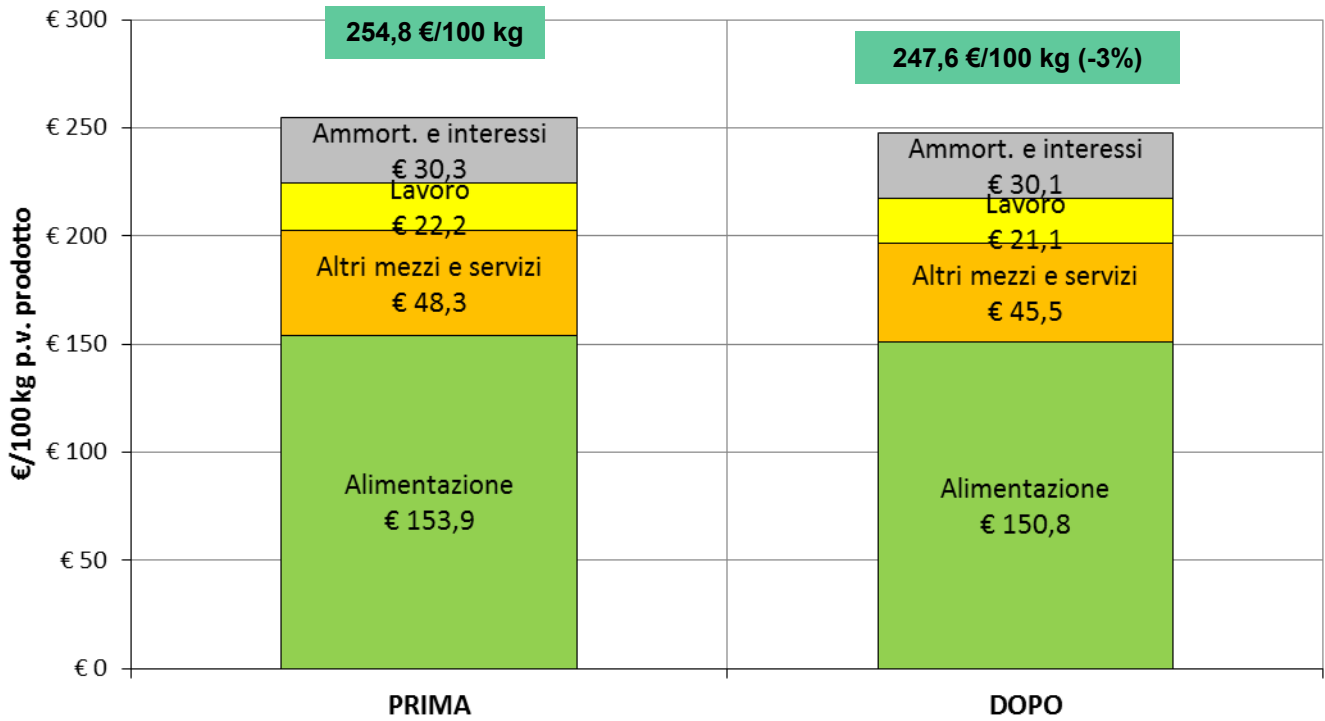 254,8 €/100 kg
247,6 €/100 kg (-3%)
€/100 kg p.v. prodotto
€ 300
€ 250
€ 200
€ 150
€ 100
€ 50
€ 0
Ammort. e interessi
€ 30,3
Lavoro
€ 22,2
Altri mezzi e servizi
€ 48,3
Alimentazione
€ 153,9
Ammort. e interessi
€ 30,1
Lavoro
€ 21,1
Altri mezzi e servizi
€ 45,5
Alimentazione
€ 150,8
PRIMA
DOPO